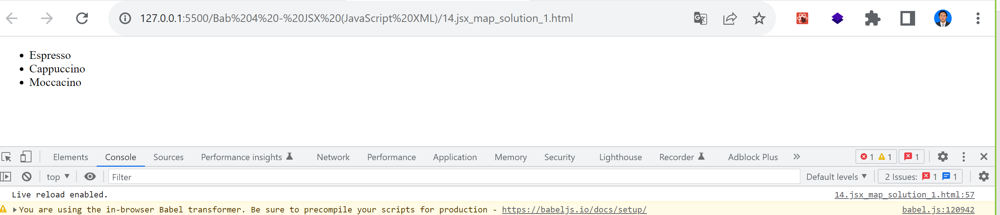 127.0.0.1:5500/Bab%204%20-%20JSX%20(JavaScript%20XML)/14.jsx_map_solution_1.html
Espresso
Cappuccino
Moccacino
Elements Console Sources Performance insights Network Performance Application Memory Security Lighthouse Recorder Adblock Plus » 1 1 1
top Filter Default levels 2 Issues: 1 1
Live reload enabled. 14.jsx_map_solution_1.html:57
You are using the in-browser Babel transformer. Be sure to precompile your scripts for production - https://babeljs.io/docs/setup/ babel.js:120942